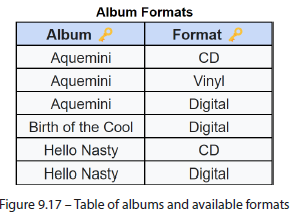 Album Formats
Album Format
Aquemini CD
Aquemini Vinyl
Aquemini Digital
Birth of the Cool Digital
Hello Nasty CD
Hello Nasty Digital
Figure 9.17 – Table of albums and available formats